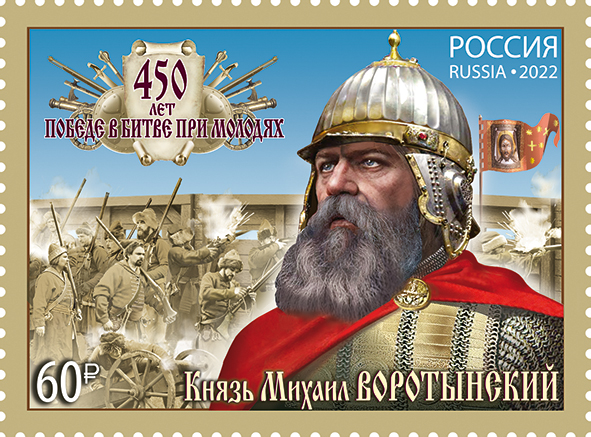 РОССИЯ
RUSSIA • 2022
450
ЛЕТ
ПОБЕДЕ В БИТВЕ ПРИ МОЛОДЯХ
60₽
Князь Михаил ВОРОТЫНСКИЙ